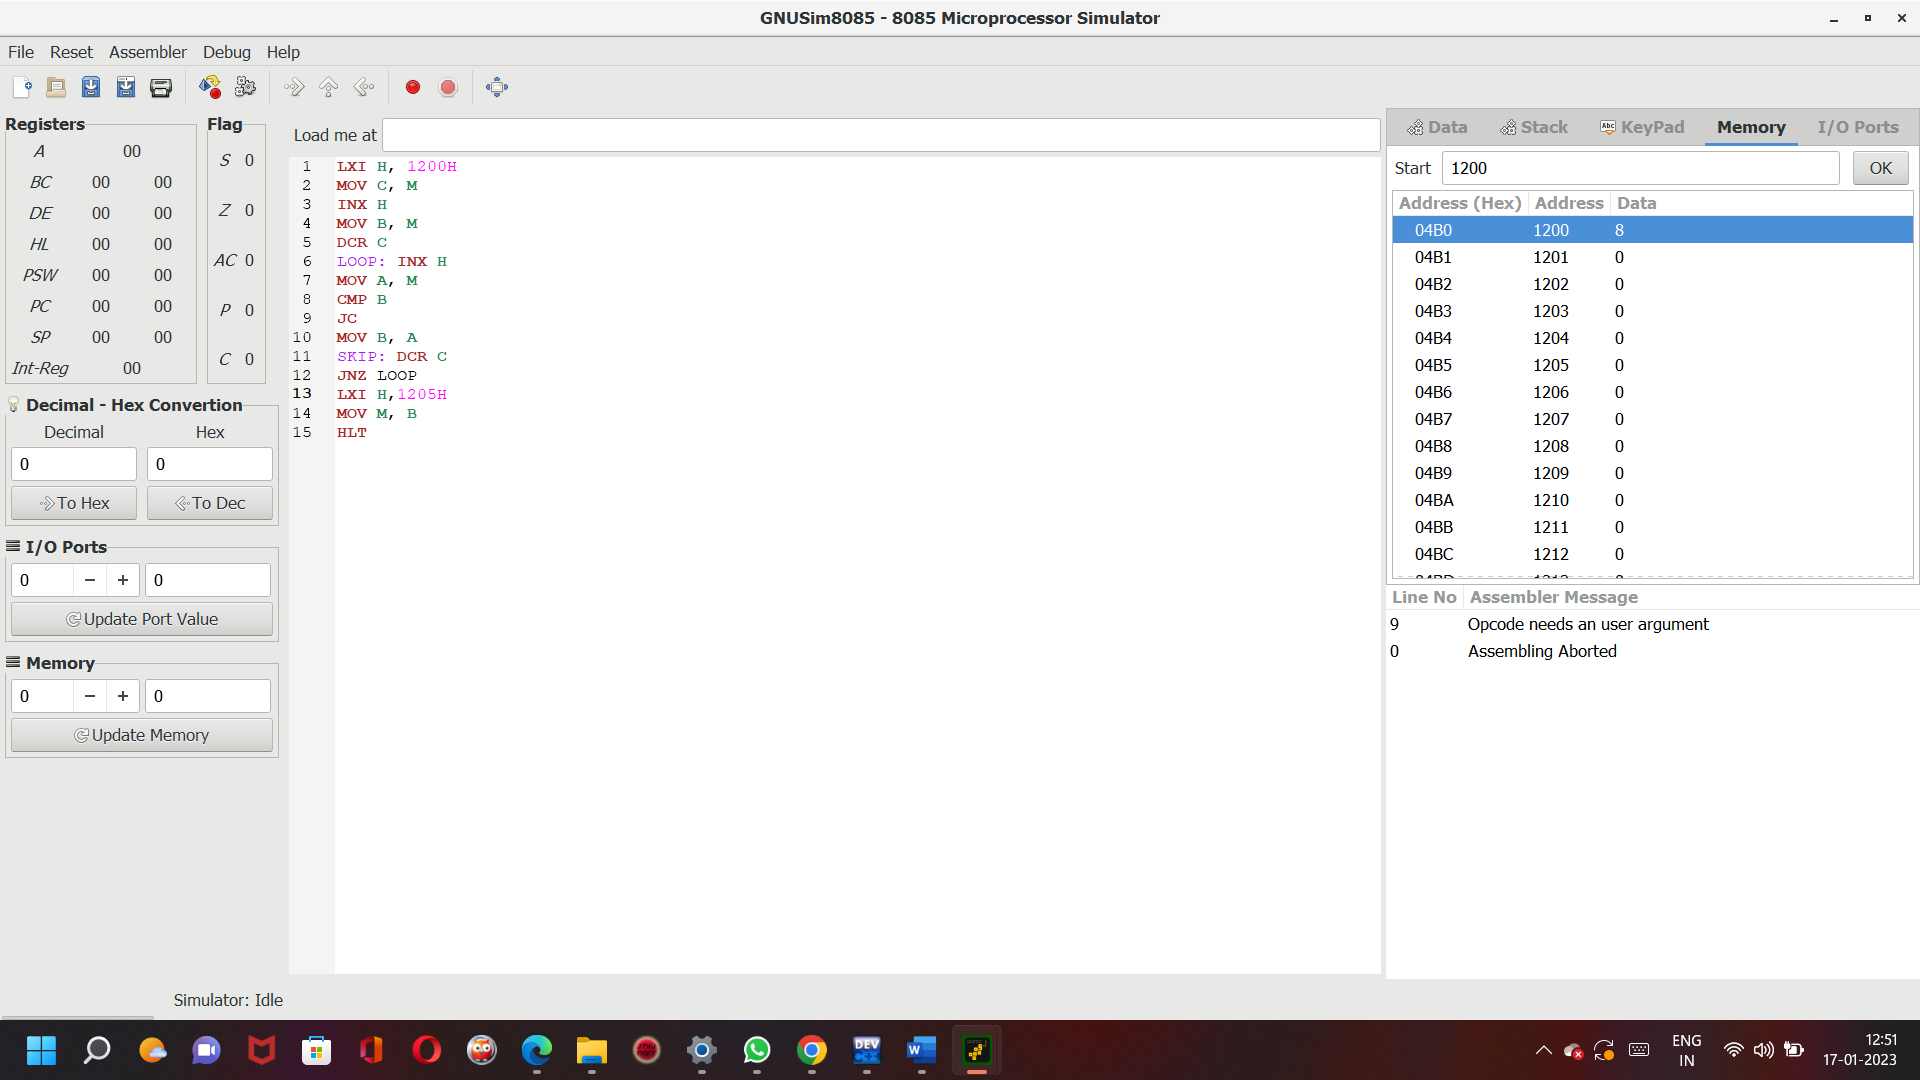 GNUSim8085 - 8085 Microprocessor Simulator
File Reset Assembler Debug Help
Registers
A 00
BC 00 00
DE 00 00
HL 00 00
PSW 00 00
PC 00 00
SP 00 00
Int-Reg 00
Flag
S 0
Z 0
AC 0
P 0
C 0
Decimal - Hex Convertion
Decimal Hex
0 0
To Hex To Dec
I/O Ports
0 0
Update Port Value
Memory
0 0
Update Memory
Load me at
1 LXI H, 1200H
2 MOV C, M
3 INX H
4 MOV B, M
5 DCR C
6 LOOP: INX H
7 MOV A, M
8 CMP B
9 JC
10 MOV B, A
11 SKIP: DCR C
12 JNZ LOOP
13 LXI H,1205H
14 MOV M, B
15 HLT
Data Stack KeyPad Memory I/O Ports
Start 1200 OK
Address (Hex) Address Data
04B0 1200 8
04B1 1201 0
04B2 1202 0
04B3 1203 0
04B4 1204 0
04B5 1205 0
04B6 1206 0
04B7 1207 0
04B8 1208 0
04B9 1209 0
04BA 1210 0
04BB 1211 0
04BC 1212 0
Line No Assembler Message
9 Opcode needs an user argument
0 Assembling Aborted
Simulator: Idle
ENG
IN
12:51
17-01-2023